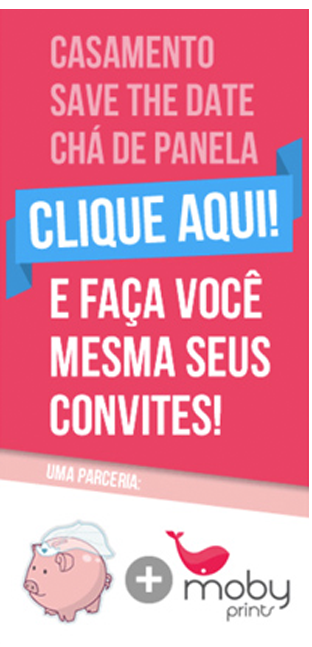 CASAMENTO
SAVE THE DATE
CHÁ DE PANELA
CLIQUE AQUI!
E FAÇA VOCÊ
MESMA SEUS
CONVITES!
UMA PARCERIA:
+
moby
prints